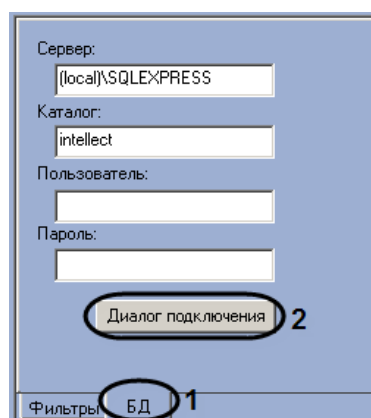 Сервер:
(local)\SQLEXPRESS
Каталог:
intellect
Пользователь:
Пароль:
Диалог подключения 2
Фильтры БД 1